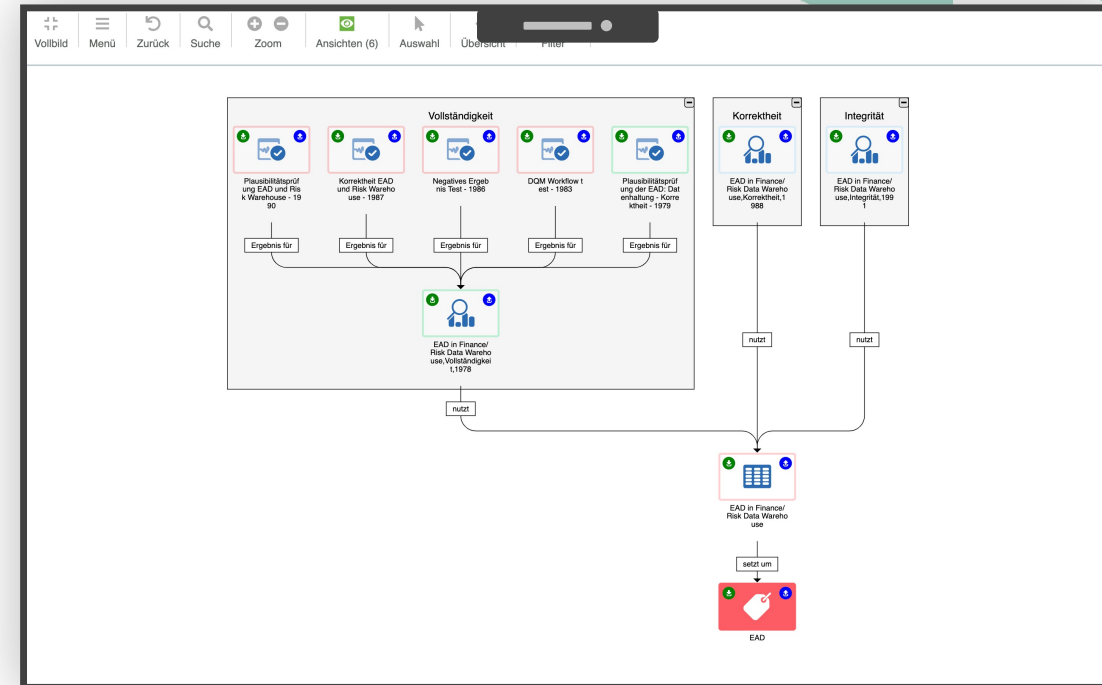 Vollbild
Menü
Zurück
Suche
Zoom
Ansichten (6)
Auswahl
Übersicht
Filter
Vollständigkeit
Korrektheit
Integrität
Plausibilitätsprüf
ung EAD und Ris
k Warehouse - 19
90
Korrektheit EAD
und Risk Wareho
use - 1987
Negatives Ergeb
nis Test - 1986
DQM Workflow t
est - 1983
Plausibilitätsprüf
ung der EAD: Dat
enhaltung - Korre
ktheit - 1979
EAD in Finance/
Risk Data Wareho
use,Korrektheit,1
988
EAD in Finance/
Risk Data Wareho
use,Integrität,199
1
Ergebnis für
Ergebnis für
Ergebnis für
Ergebnis für
Ergebnis für
EAD in Finance/
Risk Data Wareho
use,Vollständigkei
t,1978
nutzt
nutzt
nutzt
EAD in Finance/
Risk Data Wareho
use
setzt um
EAD